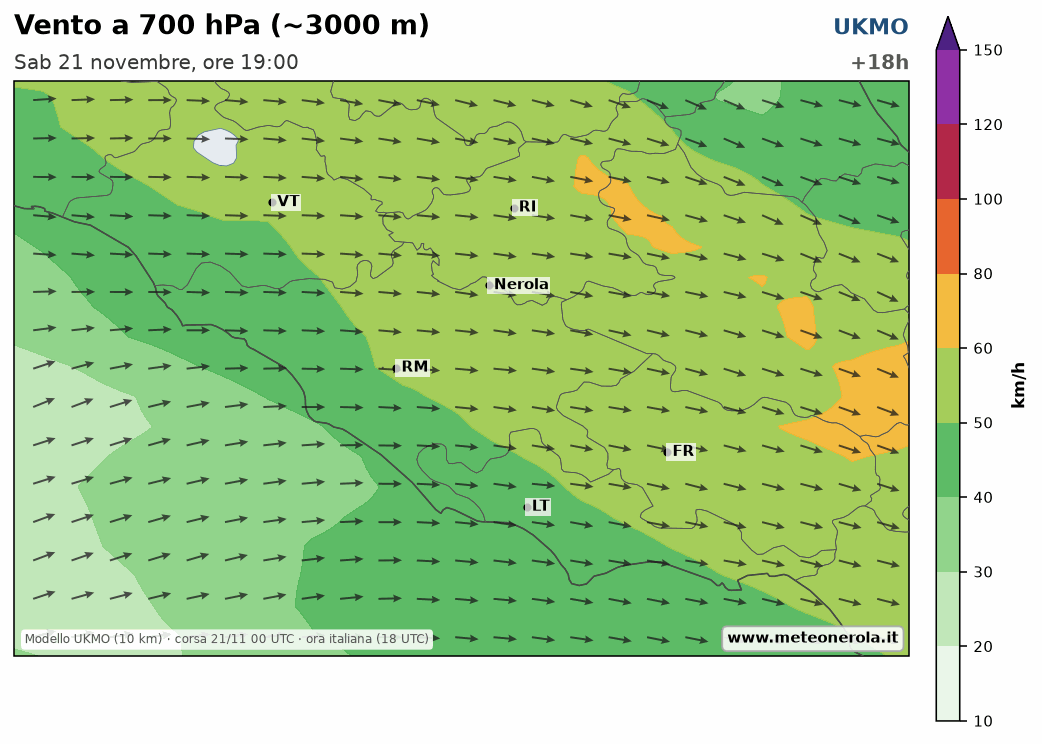 Vento a 700 hPa (~3000 m)
UKMO
Sab 21 novembre, ore 19:00
+18h
VT
RI
Nerola
RM
FR
LT
Modello UKMO (10 km) · corsa 21/11 00 UTC · ora italiana (18 UTC)
www.meteonerola.it
150
120
100
80
60
50
40
30
20
10
km/h